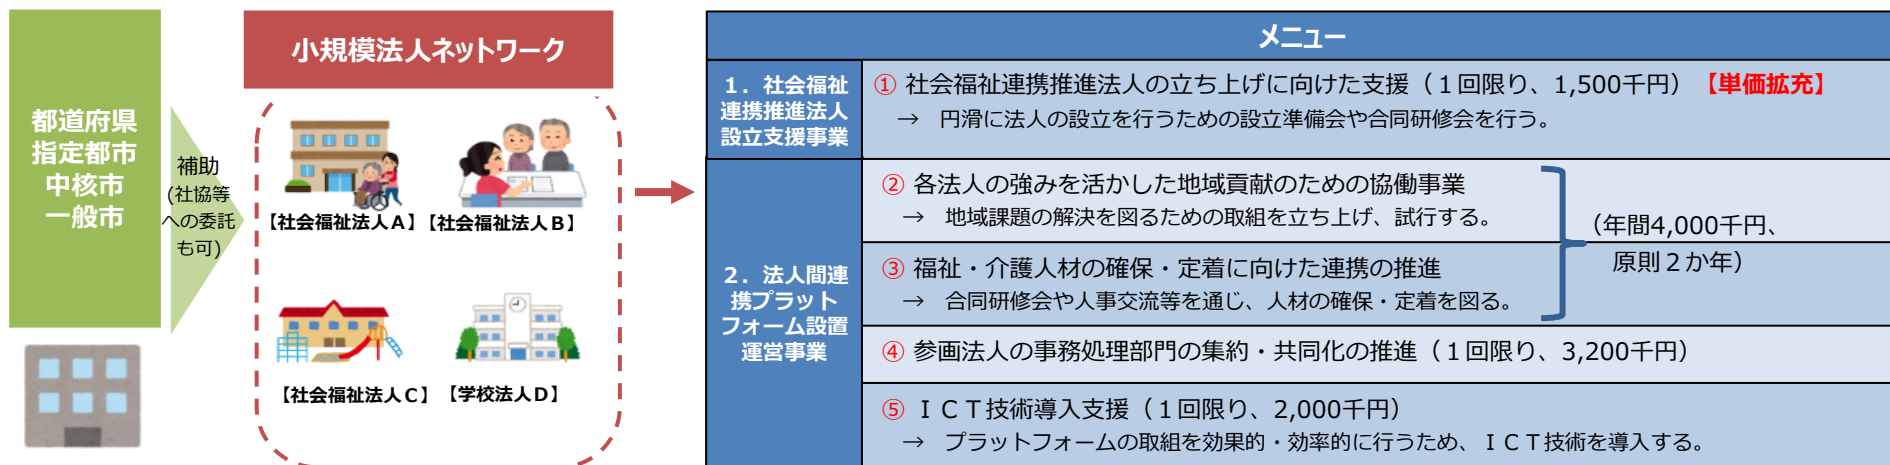 都道府県
指定都市
中核市
一般市
補助
(社協等
への委託
も可)
小規模法人ネットワーク
【社会福祉法人A】
【社会福祉法人B】
【社会福祉法人C】
【学校法人D】
メニュー
1．社会福祉
連携推進法人
設立支援事業
① 社会福祉連携推進法人の立ち上げに向けた支援（１回限り、1,500千円）【単価拡充】
→ 円滑に法人の設立を行うための設立準備会や合同研修会を行う。
2．法人間連
携プラット
フォーム設置
運営事業
② 各法人の強みを活かした地域貢献のための協働事業
→ 地域課題の解決を図るための取組を立ち上げ、試行する。
③ 福祉・介護人材の確保・定着に向けた連携の推進
→ 合同研修会や人事交流等を通じ、人材の確保・定着を図る。
（年間4,000千円、
原則２か年）
④ 参画法人の事務処理部門の集約・共同化の推進（１回限り、3,200千円）
⑤ ＩＣＴ技術導入支援（１回限り、2,000千円）
→ プラットフォームの取組を効果的・効率的に行うため、ＩＣＴ技術を導入する。